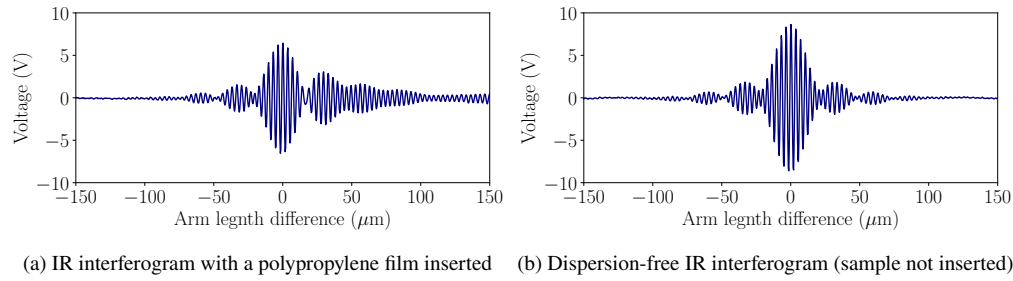 10
5
0
−5
−10
Voltage (V)
−150 −100 −50 0 50 100 150
Arm legnth difference (μm)
(a) IR interferogram with a polypropylene film inserted
10
5
0
−5
−10
Voltage (V)
−150 −100 −50 0 50 100 150
Arm legnth difference (μm)
(b) Dispersion-free IR interferogram (sample not inserted)